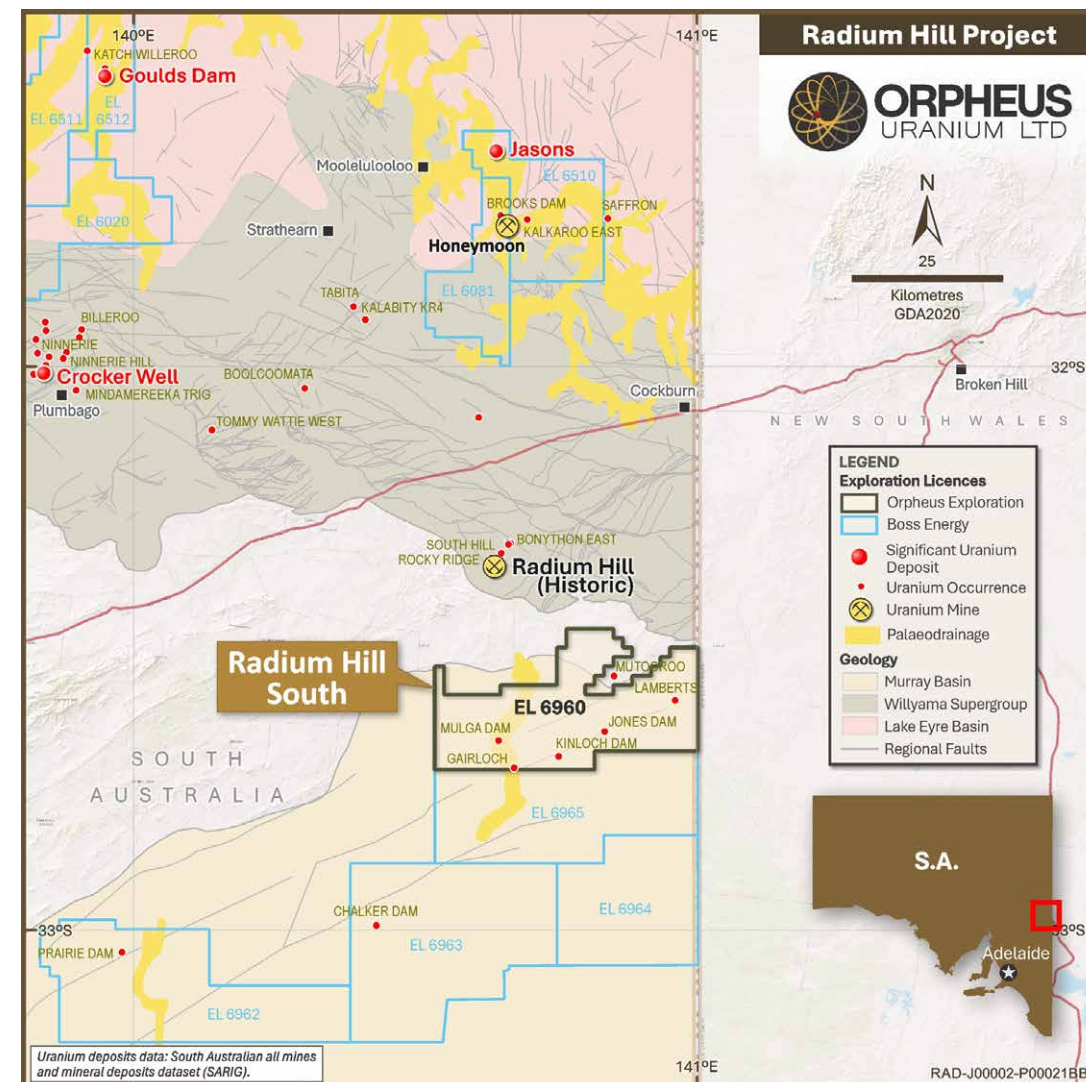 140ºE
141ºE
Radium Hill Project
ORPHEUS
URANIUM LTD
KATCH WILLEROO
Goulds Dam
EL 6511
EL
6512
Jasons
Moolelulooloo
EL 6510
BROOKS DAM
SAFFRON
KALKAROO EAST
Honeymoon
EL 6020
Strathearn
N
25
Kilometres
GDA2020
EL 6081
TABITA
KALABITY KR4
BILLEROO
NINNERIE
NINNERIE HILL
Crocker Well
MINDAMEREEKA TRIG
Plumbago
BOOLCOOMATA
TOMMY WATTIE WEST
Cockburn
32ºS
Broken Hill
NEW SOUTH WALES
LEGEND
Exploration Licences
Orpheus Exploration
Boss Energy
Significant Uranium
Deposit
Uranium Occurrence
Uranium Mine
Palaeodrainage
Geology
Murray Basin
Willyama Supergroup
Lake Eyre Basin
Regional Faults
BONYTHON EAST
SOUTH HILL
ROCKY RIDGE
Radium Hill
(Historic)
Radium Hill
South
MUTOOROO
LAMBERTS
EL 6960
JONES DAM
MULGA DAM
KINLOCH DAM
GAIRLOCH
SOUTH
AUSTRALIA
EL 6965
CHALKER DAM
EL 6964
EL 6963
33ºS
PRAIRIE DAM
EL 6962
S.A.
33ºS
Adelaide
Uranium deposits data: South Australian all mines
and mineral deposits dataset (SARIG).
141ºE
RAD-J00002-P00021BB